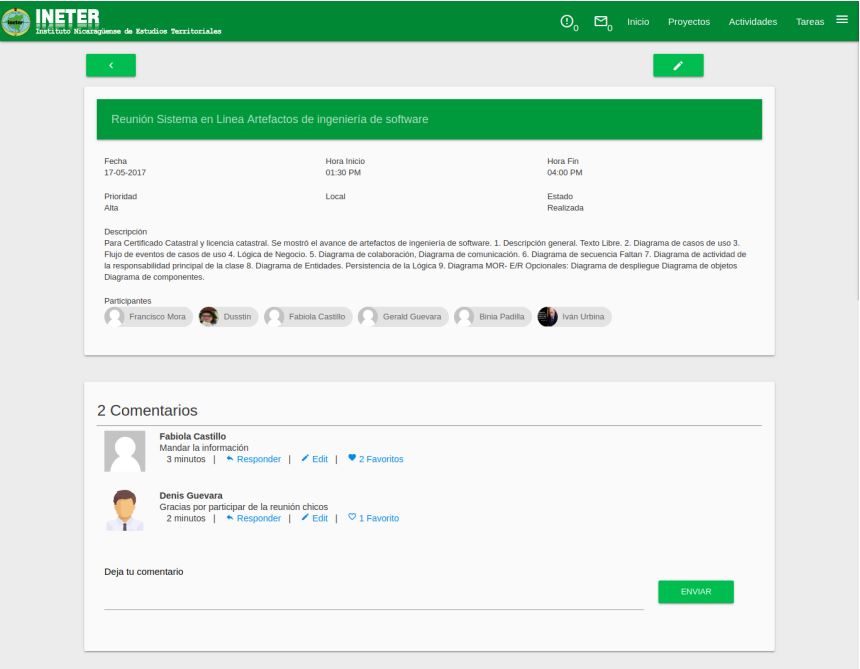 INETER
Instituto Nicaragüense de Estudios Territoriales
0 0 Inicio Proyectos Actividades Tareas
Reunión Sistema en Linea Artefactos de ingeniería de software
Fecha Hora Inicio Hora Fin
17-05-2017 01:30 PM 04:00 PM
Prioridad Local Estado
Alta Realizada
Descripción
Para Certificado Catastral y licencia catastral. Se mostró el avance de artefactos de ingeniería de software. 1. Descripción general. Texto Libre. 2. Diagrama de casos de uso 3.
Flujo de eventos de casos de uso 4. Lógica de Negocio. 5. Diagrama de colaboración, Diagrama de comunicación. 6. Diagrama de secuencia Faltan 7. Diagrama de actividad de
la responsabilidad principal de la clase 8. Diagrama de Entidades. Persistencia de la Lógica 9. Diagrama MOR- E/R Opcionales: Diagrama de despliegue Diagrama de objetos
Diagrama de componentes.
Participantes
Francisco Mora Dusstin Fabiola Castillo Gerald Guevara Binia Padilla Iván Urbina
2 Comentarios
Fabiola Castillo
Mandar la información
3 minutos | Responder | Edit | 2 Favoritos
Denis Guevara
Gracias por participar de la reunión chicos
2 minutos | Responder | Edit | 1 Favorito
Deja tu comentario
ENVIAR